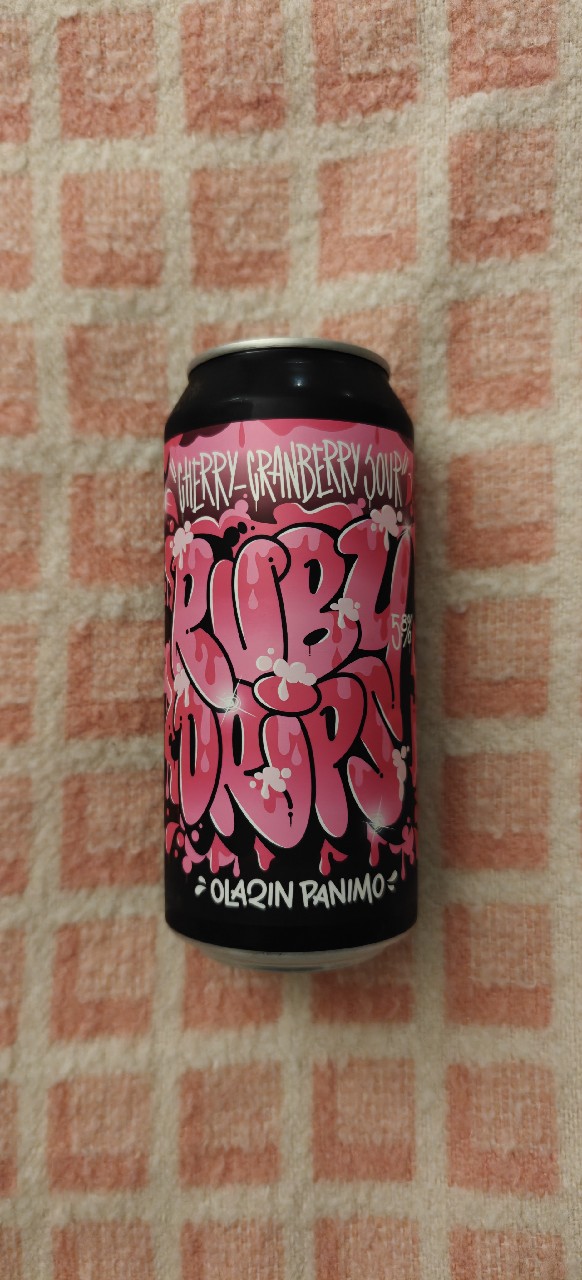 "CHERRY-CRANBERRY SOUR"
RUBY
5,8%
DRIPS
OLARIN PANIMO